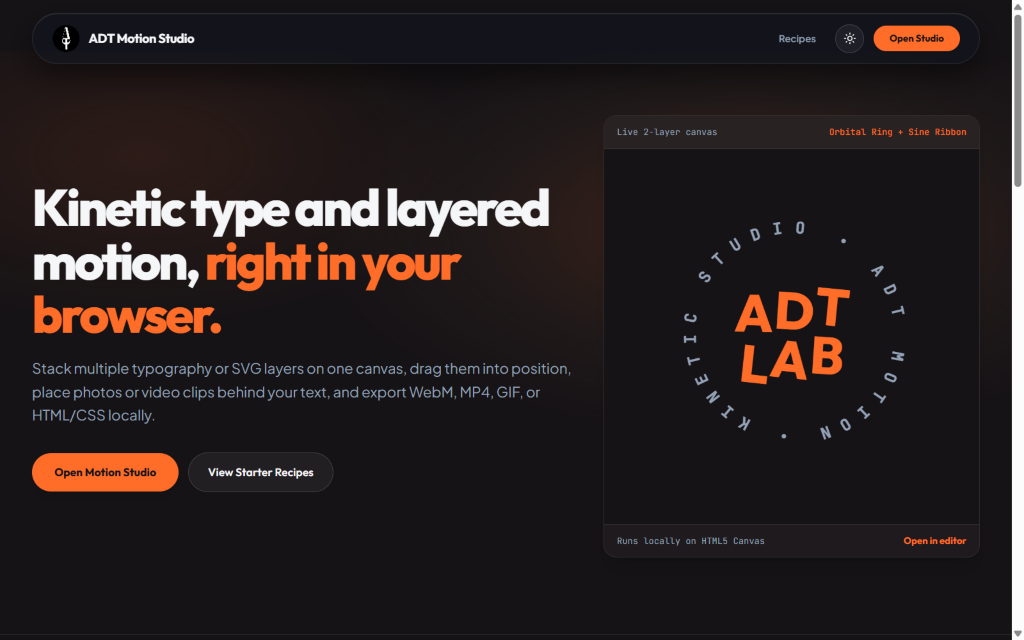 ADT Motion Studio
Recipes
Open Studio
Kinetic type and layered
motion, right in your
browser.
Stack multiple typography or SVG layers on one canvas, drag them into position,
place photos or video clips behind your text, and export WebM, MP4, GIF, or
HTML/CSS locally.
Open Motion Studio
View Starter Recipes
Live 2-layer canvas
Orbital Ring + Sine Ribbon
ADT MOTION • KINETIC STUDIO •
ADT
LAB
Runs locally on HTML5 Canvas
Open in editor